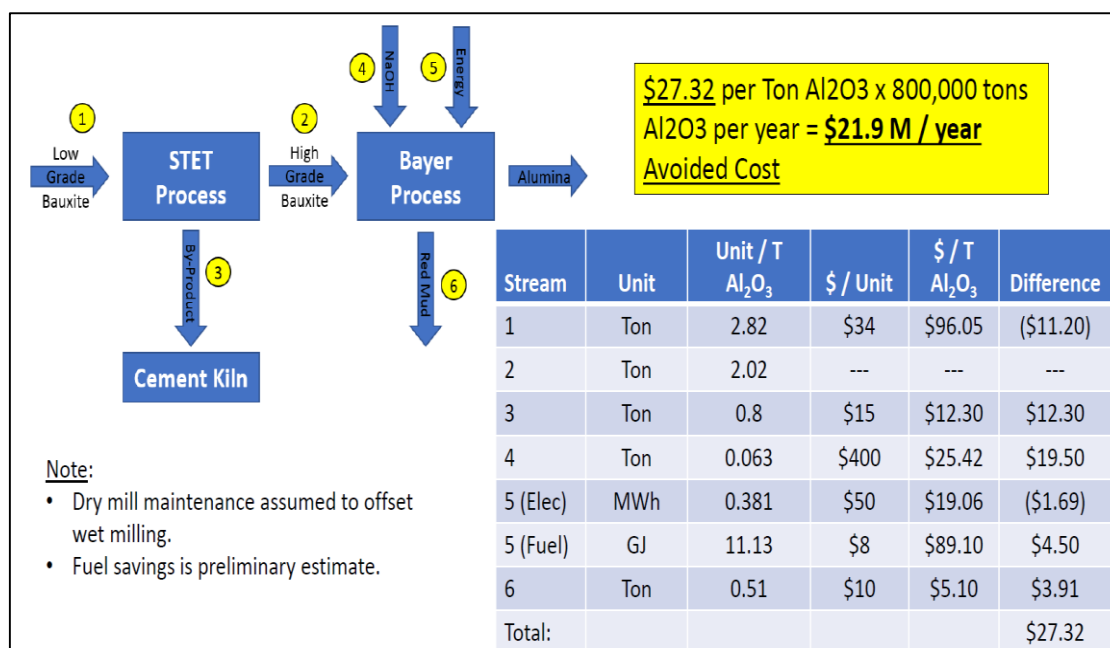 4
NaOH
5
Energy
1
Low
Grade
Bauxite
STET
Process
2
High
Grade
Bauxite
Bayer
Process
Alumina
By-Product
3
Red Mud
6
Cement Kiln
$27.32 per Ton Al2O3 x 800,000 tons
Al2O3 per year = $21.9 M / year
Avoided Cost
Stream Unit Unit / T Al₂O₃ $ / Unit $ / T Al₂O₃ Difference
1 Ton 2.82 $34 $96.05 ($11.20)
2 Ton 2.02 --- --- ---
3 Ton 0.8 $15 $12.30 $12.30
4 Ton 0.063 $400 $25.42 $19.50
5 (Elec) MWh 0.381 $50 $19.06 ($1.69)
5 (Fuel) GJ 11.13 $8 $89.10 $4.50
6 Ton 0.51 $10 $5.10 $3.91
Total: $27.32
Note:
• Dry mill maintenance assumed to offset
wet milling.
• Fuel savings is preliminary estimate.